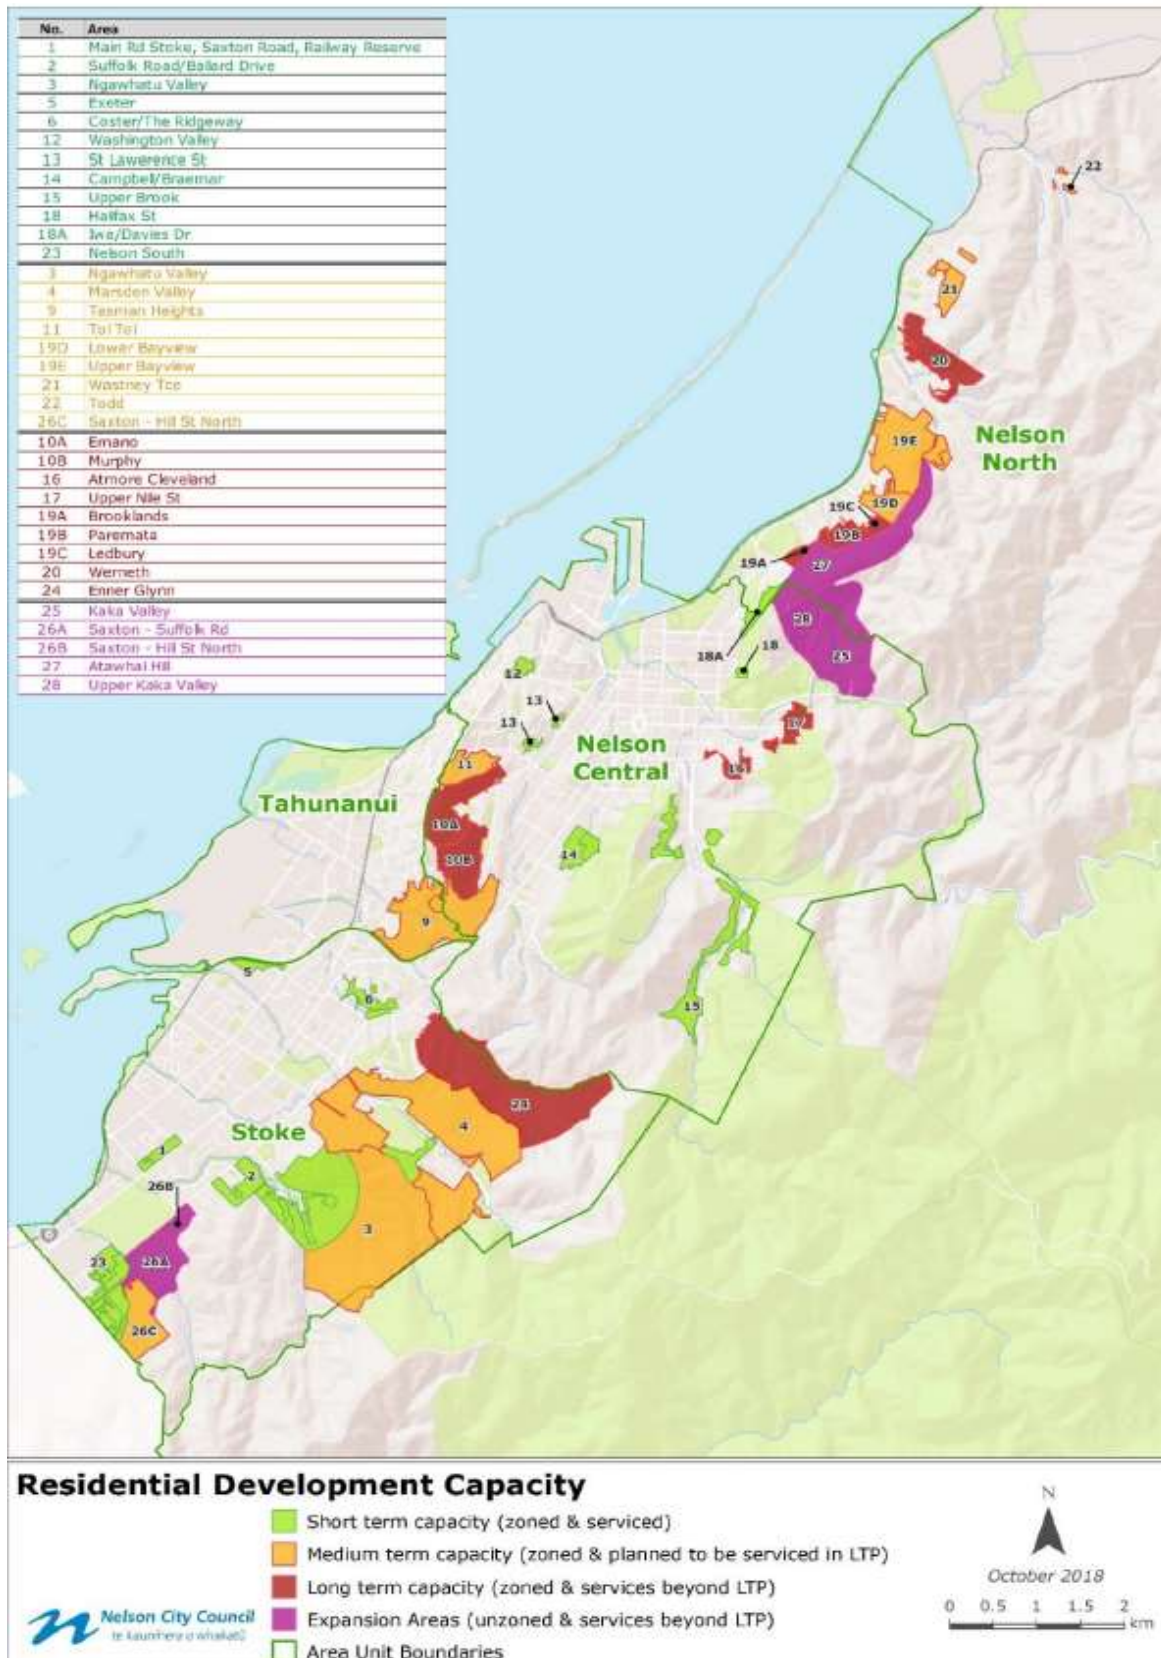 No. Area
1 Main Rd Stoke, Saxton Road, Railway Reserve
2 Suffolk Road/Ballard Drive
3 Ngawhatu Valley
5 Exeter
6 Coster/The Ridgeway
12 Washington Valley
13 St Lawerence St
14 Campbell/Braemar
15 Upper Brook
18 Halifax St
18A Iwa/Davies Dr
23 Nelson South
3 Ngawhatu Valley
4 Marsden Valley
9 Tasman Heights
11 Toi Toi
19D Lower Bayview
19E Upper Bayview
21 Wastney Tce
22 Todd
26C Saxton - Hill St North
10A Emano
10B Murphy
16 Atmore Cleveland
17 Upper Nile St
19A Brooklands
19B Paremata
19C Ledbury
20 Werneth
24 Enner Glynn
25 Kaka Valley
26A Saxton - Suffolk Rd
26B Saxton - Hill St North
27 Atawhai Hill
28 Upper Kaka Valley
22
21
20
19E
Nelson
North
19C
19D
19B
19A
27
28
18A
18
25
12
13
13
17
Nelson
Central
16
11
Tahunanui
10A
14
10B
9
5
6
15
24
4
Stoke
1
2
26B
3
23
26A
6
26C
Residential Development Capacity
Short term capacity (zoned & serviced)
Medium term capacity (zoned & planned to be serviced in LTP)
Long term capacity (zoned & services beyond LTP)
Expansion Areas (unzoned & services beyond LTP)
Area Unit Boundaries
Nelson City Council
te kaunihera o whakatū
N
October 2018
0 0.5 1 1.5 2
km